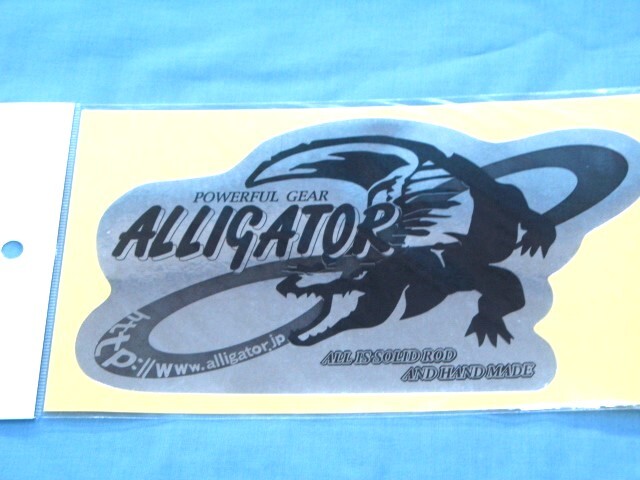 POWERFUL GEAR
ALLIGATOR
http://www.alligator.jp
ALL IS SOLID ROD
AND HAND MADE